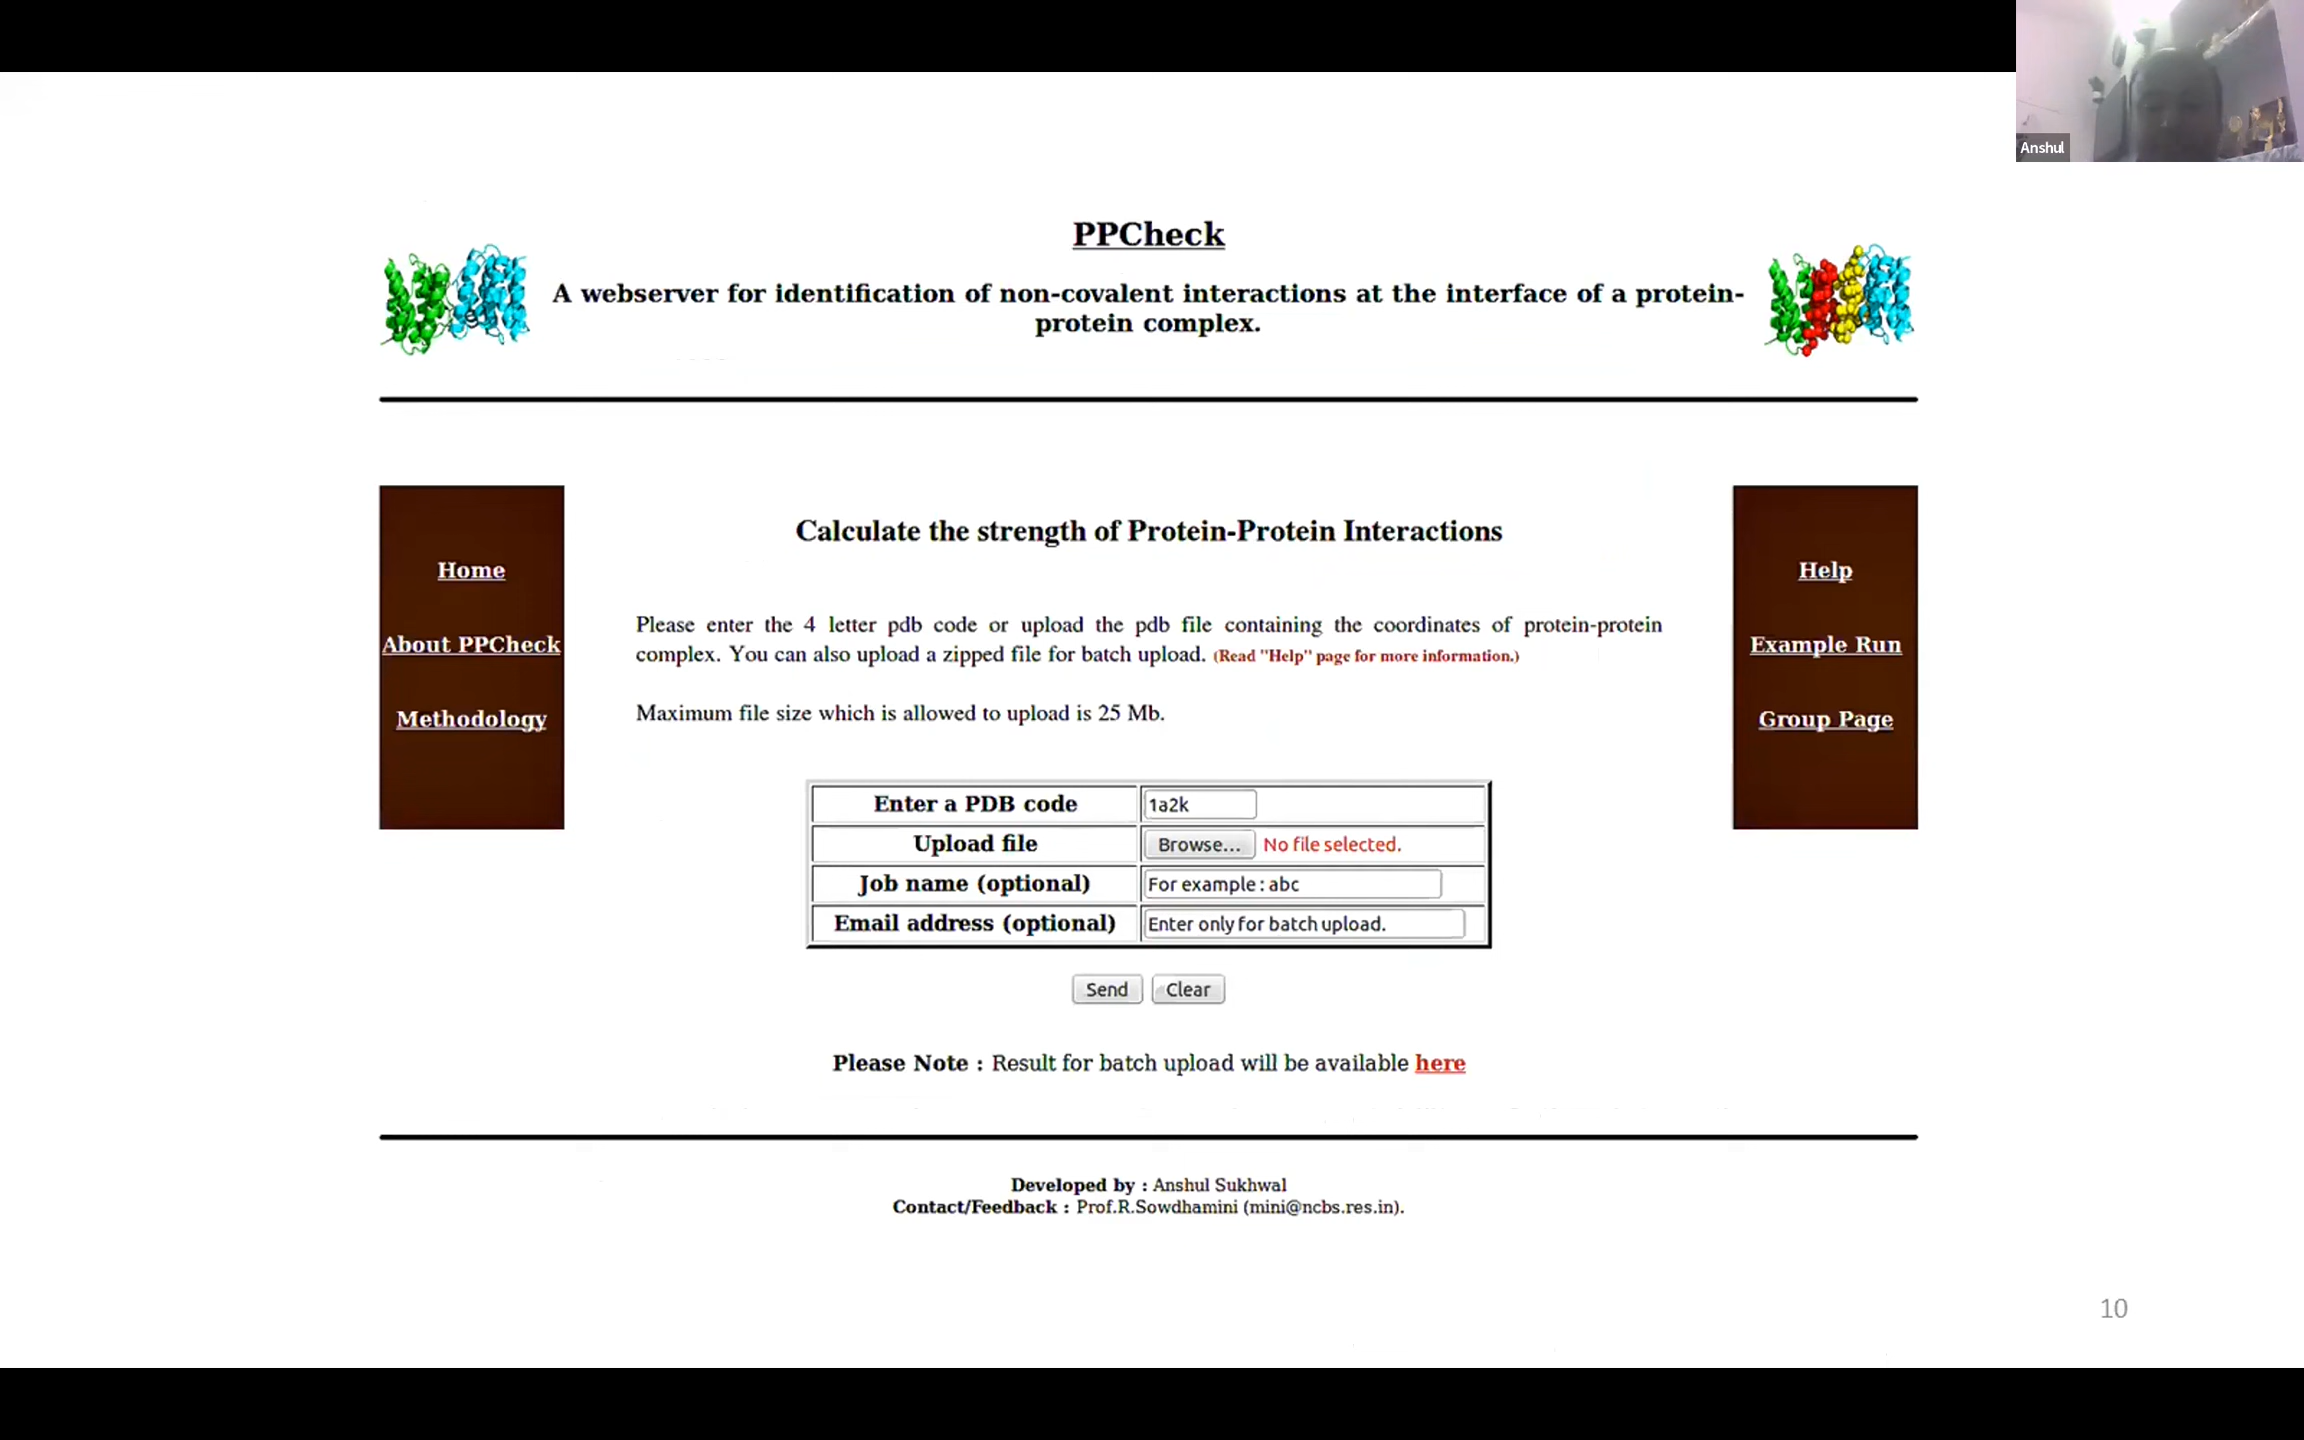 Anshul
PPCheck
A webserver for identification of non-covalent interactions at the interface of a protein-
protein complex.
Home
About PPCheck
Methodology
Calculate the strength of Protein-Protein Interactions
Please enter the 4 letter pdb code or upload the pdb file containing the coordinates of protein-protein
complex. You can also upload a zipped file for batch upload. (Read "Help" page for more information.)
Maximum file size which is allowed to upload is 25 Mb.
Enter a PDB code 1a2k
Upload file Browse... No file selected.
Job name (optional) For example : abc
Email address (optional) Enter only for batch upload.
Send Clear
Please Note : Result for batch upload will be available here
Help
Example Run
Group Page
Developed by : Anshul Sukhwal
Contact/Feedback : Prof.R.Sowdhamini (mini@ncbs.res.in).
10